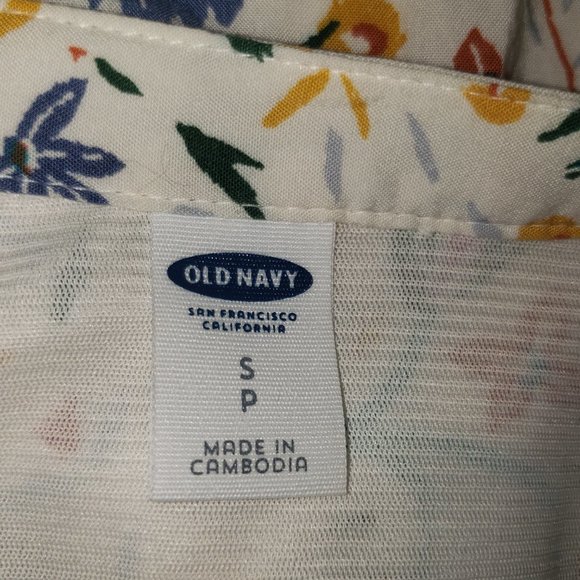 OLD NAVY
SAN FRANCISCO
CALIFORNIA
S
P
MADE IN
CAMBODIA